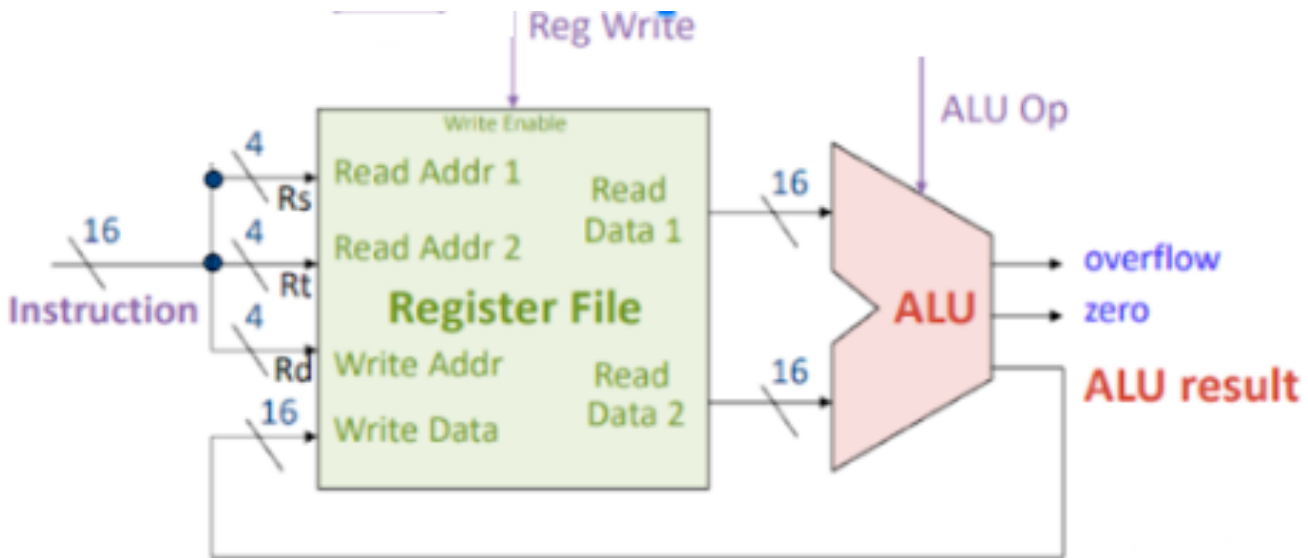 Reg Write
ALU Op
Write Enable
4
Read Addr 1
Rs
Read
Data 1
16
16
4
Read Addr 2
Rt
overflow
Instruction
Register File
ALU
zero
4
Rd
Write Addr
Read
Data 2
16
ALU result
16
Write Data